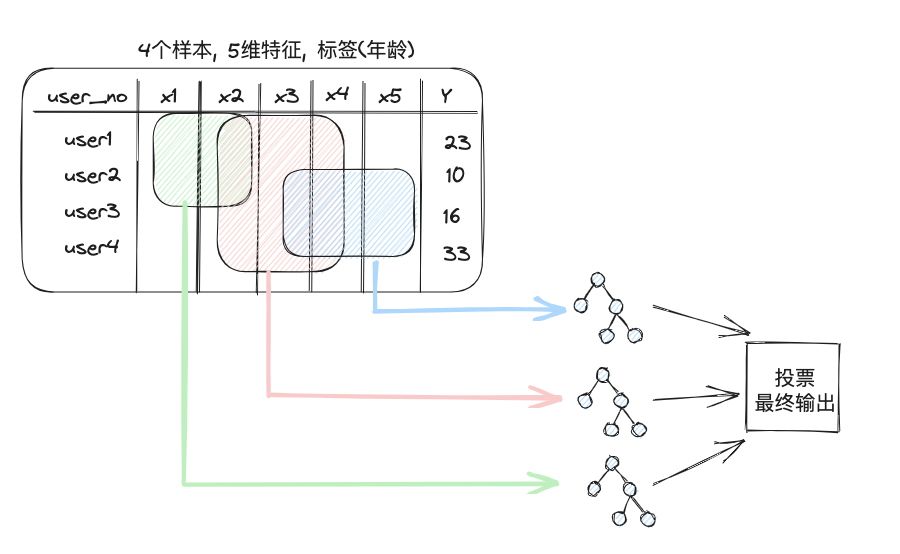 4个样本, 5维特征, 标签(年龄)
user_no x1 x2 x3 x4 x5 Y
user1 23
user2 10
user3 16
user4 33
投票
最终输出